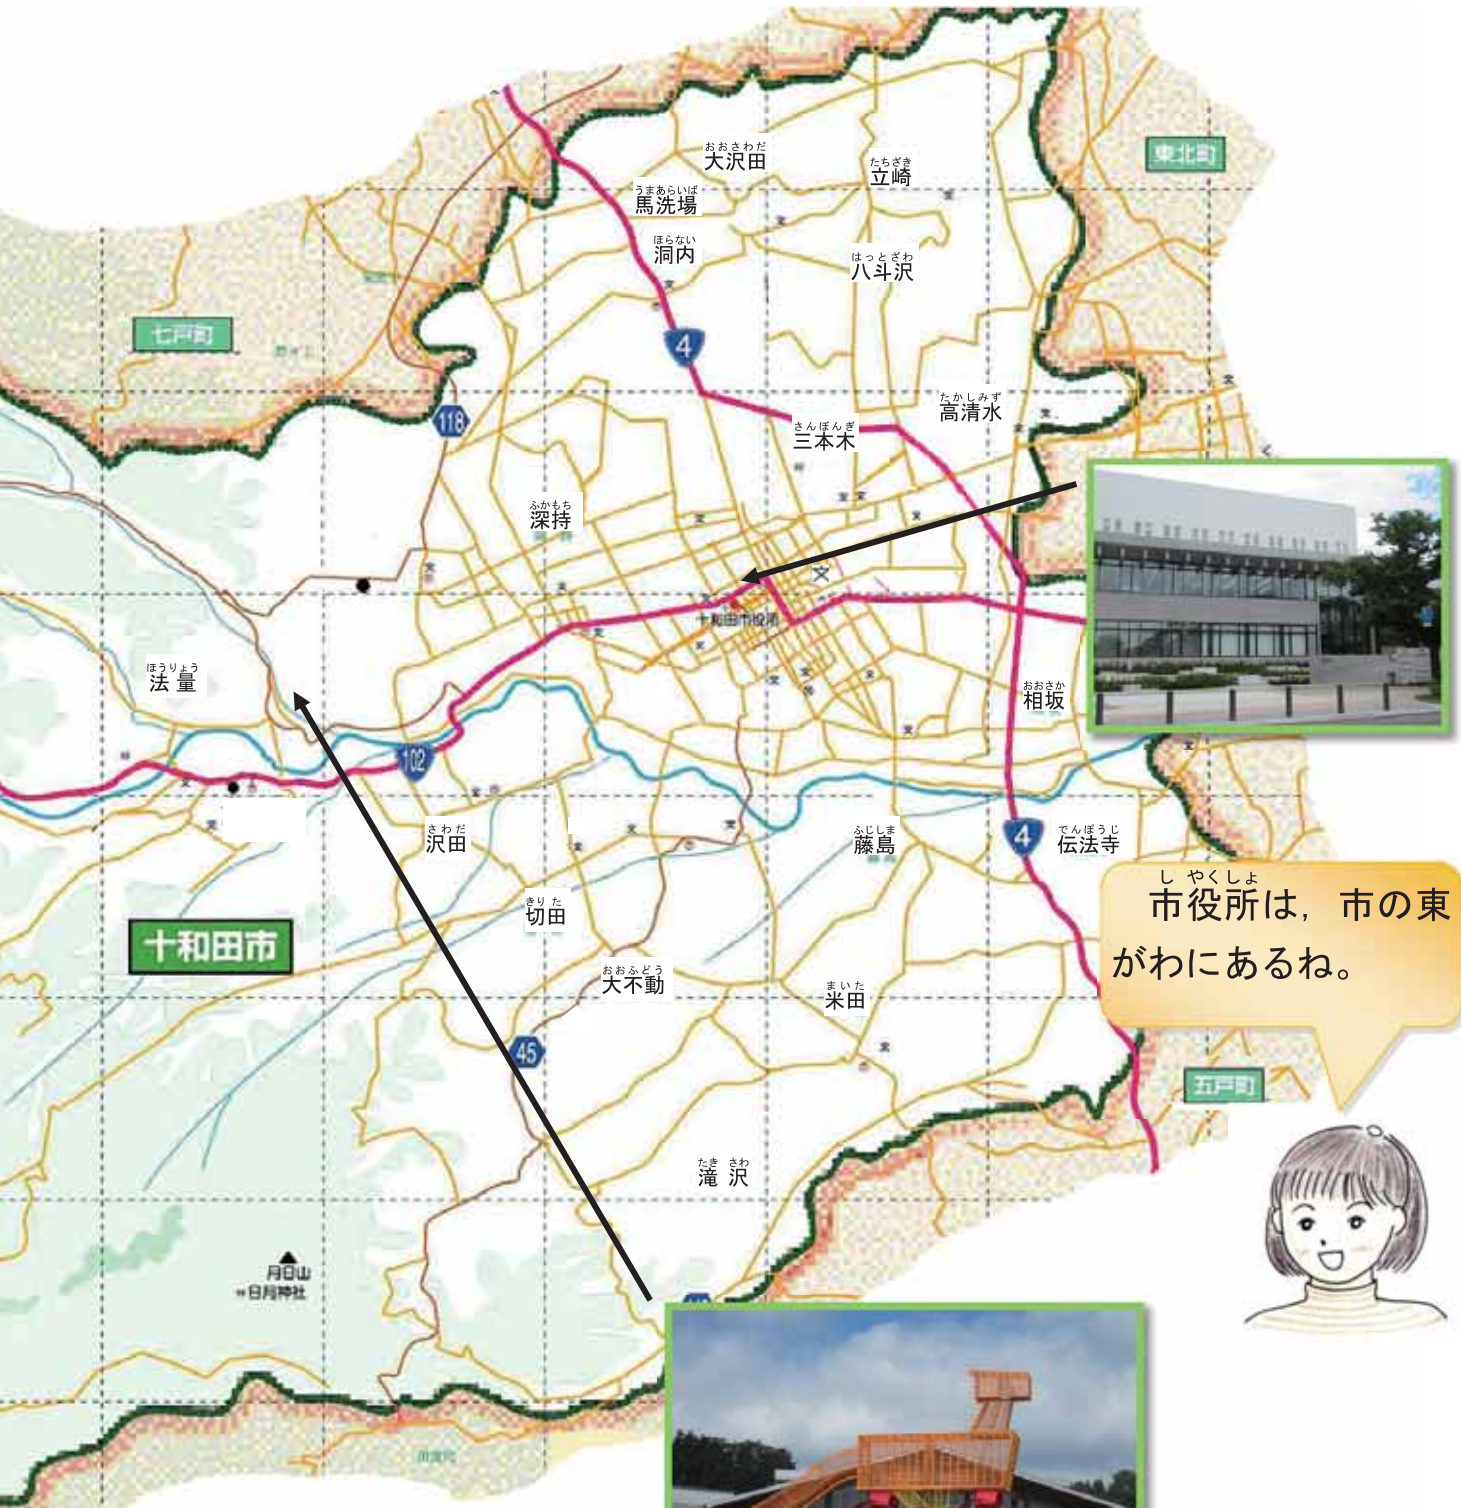 おおさわだ
大沢田
たちざき
立崎
東北町
うまあらいば
馬洗場
ほらない
洞内
はっとざわ
八斗沢
七戸町
4
118
たかしみず
高清水
さんぼんぎ
三本木
ふかもち
深持
十和田市役所
ほうりょう
法量
おおさか
相坂
102
さわだ
沢田
ふじしま
藤島
4
でんぽうじ
伝法寺
しやくしょ
市役所は，市の東
がわにあるね。
きりた
切田
十和田市
おおふどう
大不動
まいた
米田
45
五戸町
たきさわ
滝沢
月日山
日月神社